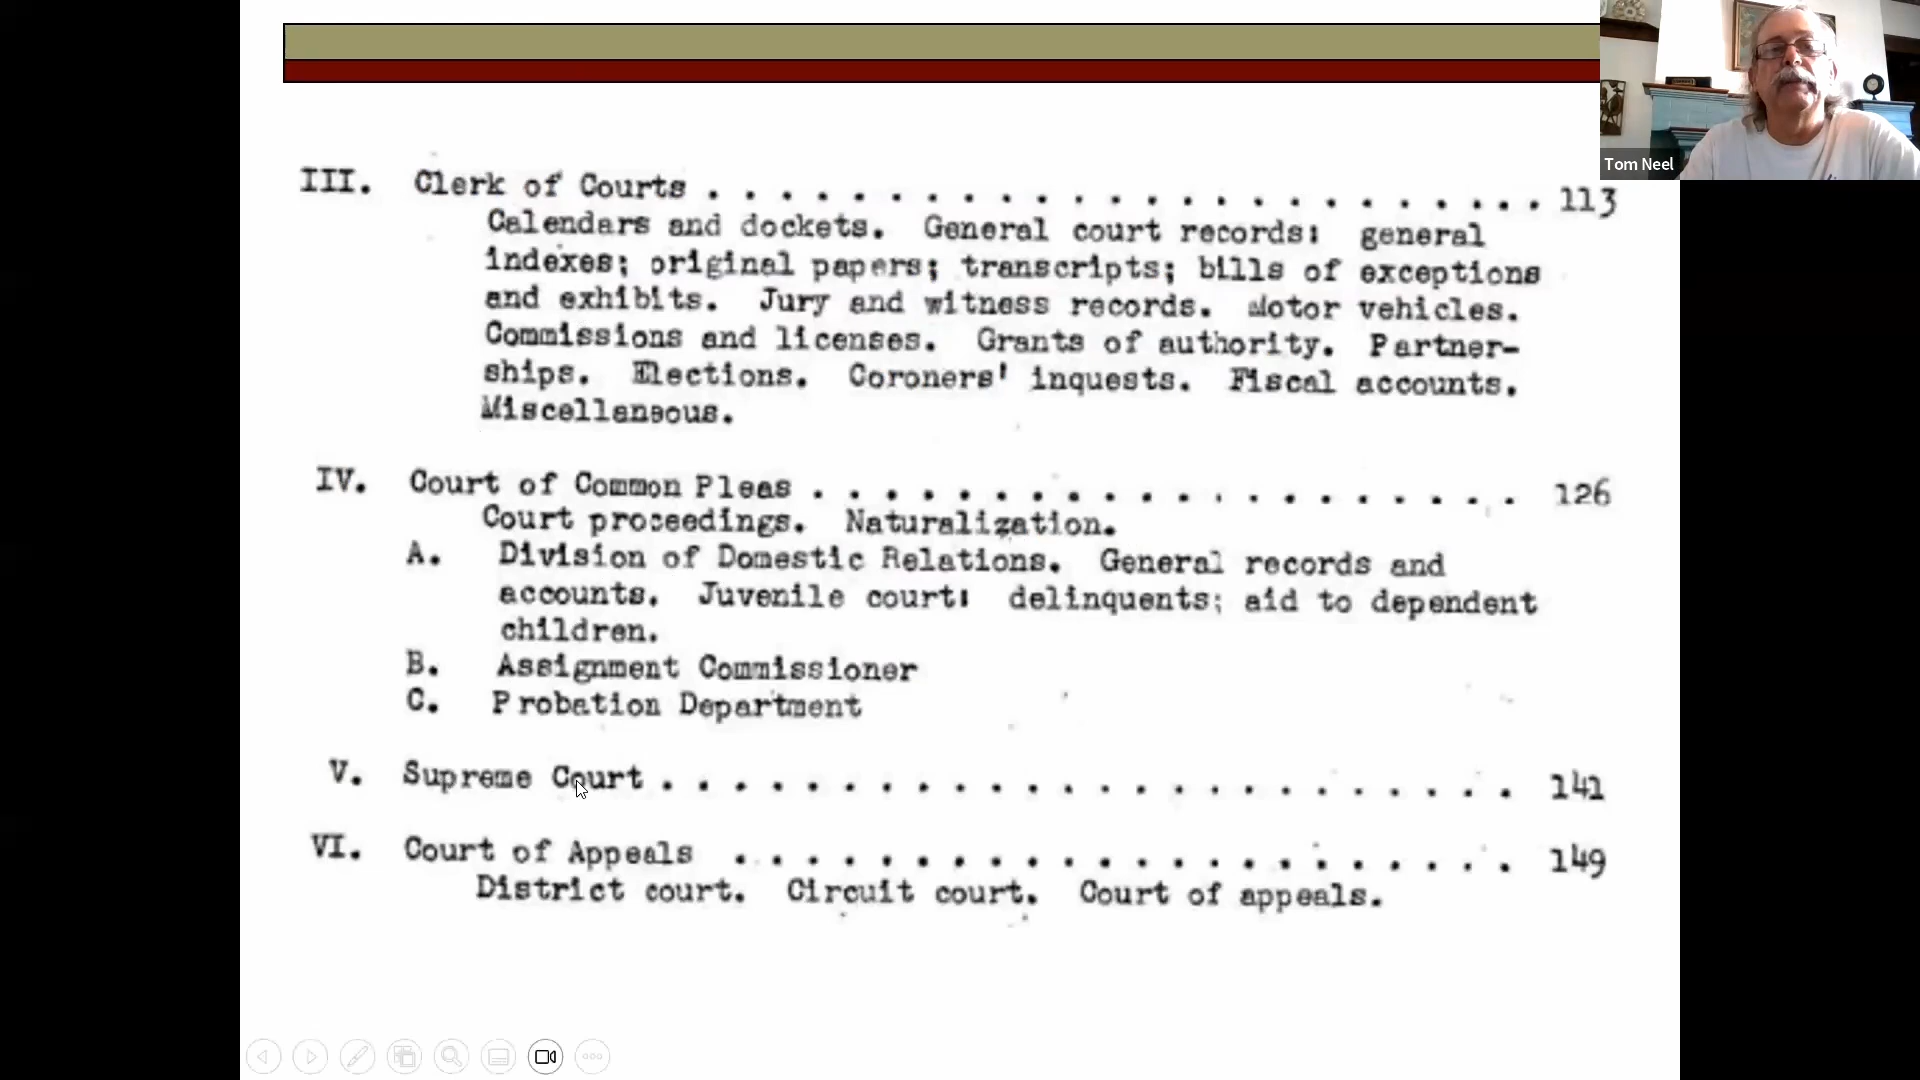 III. Clerk of Courts . . . . . . . . . . . . . . . . . . . . . . . . 113
Calendars and dockets. General court records: general
indexes; original papers; transcripts; bills of exceptions
and exhibits. Jury and witness records. Motor vehicles.
Commissions and licenses. Grants of authority. Partner-
ships. Elections. Coroners' inquests. Fiscal accounts.
Miscellaneous.
IV. Court of Common Pleas . . . . . . . . . . . . . . . . . . . . 126
Court proceedings. Naturalization.
A. Division of Domestic Relations. General records and
accounts. Juvenile court: delinquents; aid to dependent
children.
B. Assignment Commissioner
C. Probation Department
V. Supreme Court . . . . . . . . . . . . . . . . . . . . . . . . 141
VI. Court of Appeals . . . . . . . . . . . . . . . . . . . . . . 149
District court. Circuit court. Court of appeals.
Tom Neel